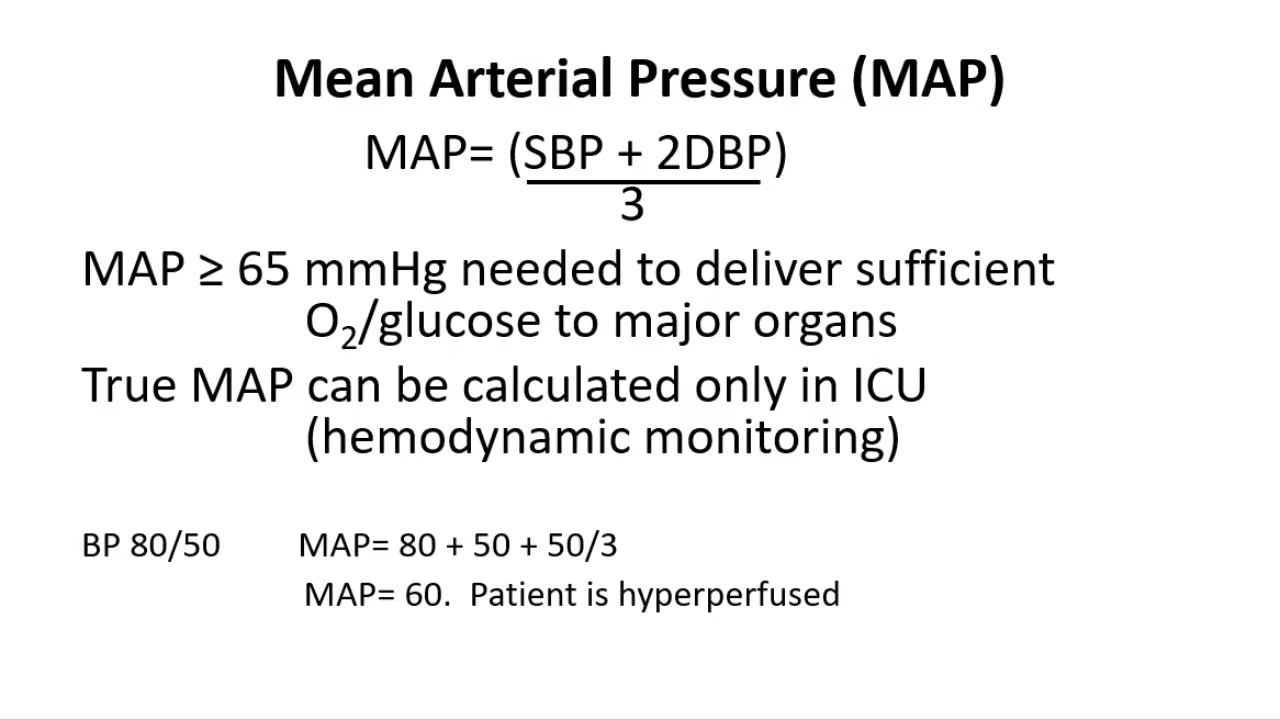 Mean Arterial Pressure (MAP)
MAP= (SBP + 2DBP)
3
MAP ≥ 65 mmHg needed to deliver sufficient
O₂/glucose to major organs
True MAP can be calculated only in ICU
(hemodynamic monitoring)
BP 80/50 MAP= 80 + 50 + 50/3
MAP= 60. Patient is hyperperfused